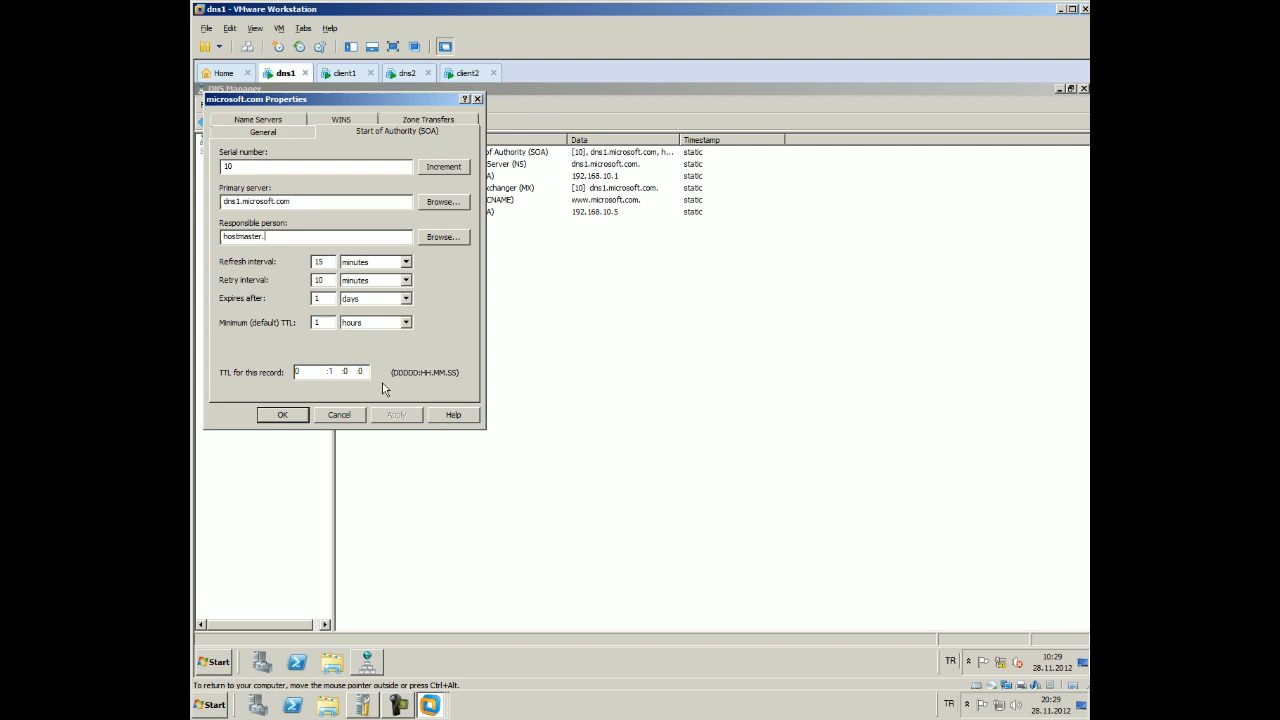 dns1 - VMware Workstation
File Edit View VM Tabs Help
Home dns1 client1 dns2 client2
DNS Manager
microsoft.com Properties
Name Servers WINS Zone Transfers
General Start of Authority (SOA)
Serial number:
10 Increment
Primary server:
dns1.microsoft.com Browse...
Responsible person:
hostmaster. Browse...
Refresh interval: 15 minutes
Retry interval: 10 minutes
Expires after: 1 days
Minimum (default) TTL: 1 hours
TTL for this record: 0 :1 :0 :0 (DDDDD:HH.MM.SS)
OK Cancel Apply Help
Data Timestamp
of Authority (SOA) [10], dns1.microsoft.com, h... static
Server (NS) dns1.microsoft.com. static
A) 192.168.10.1 static
xchanger (MX) [10] dns1.microsoft.com. static
CNAME) www.microsoft.com. static
A) 192.168.10.5 static
Start TR 10:29
28.11.2012
To return to your computer, move the mouse pointer outside or press Ctrl+Alt.
Start TR 20:29
28.11.2012